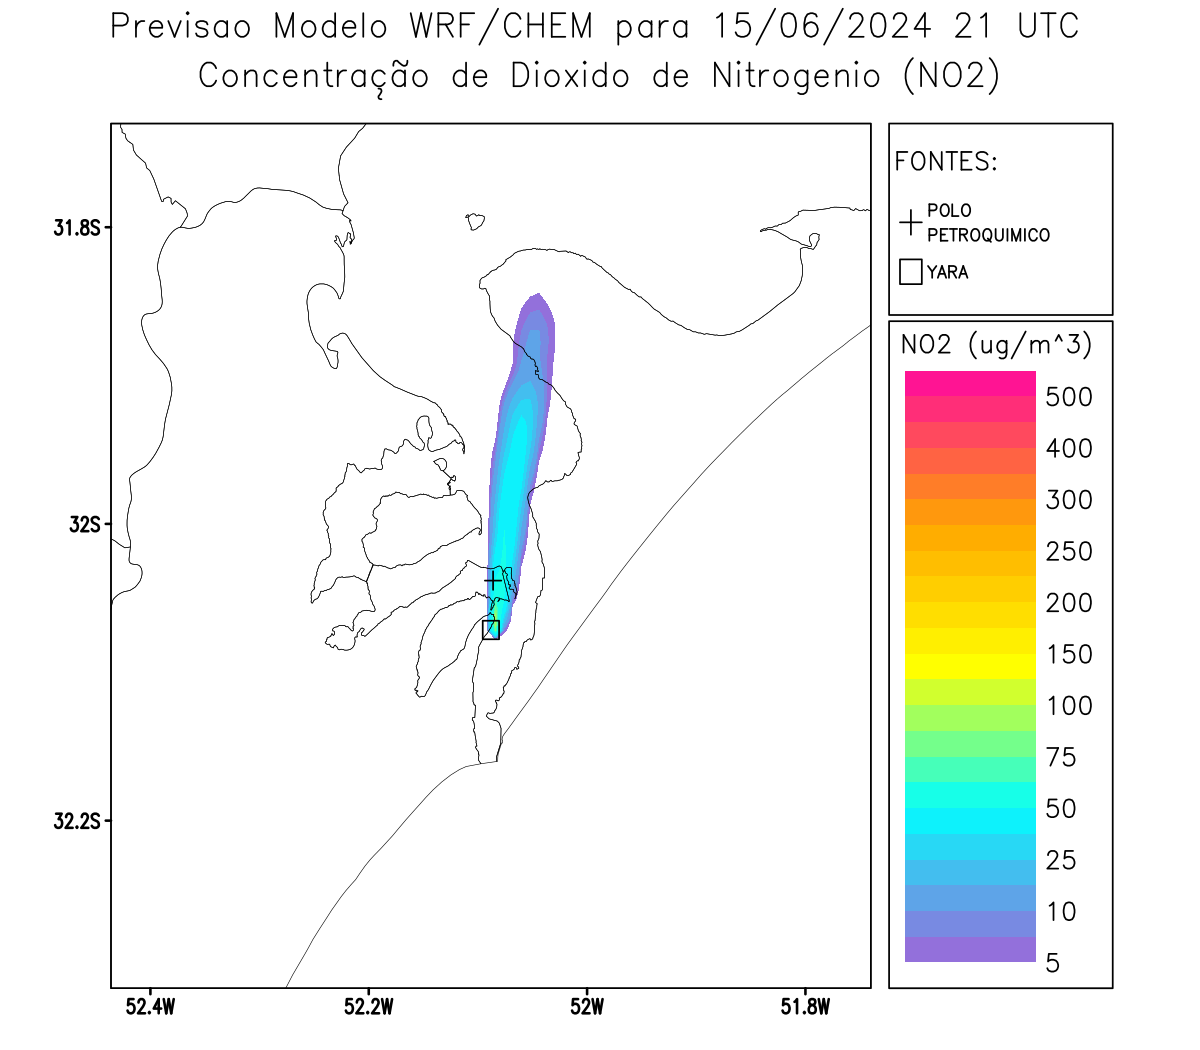 Previsao Modelo WRF/CHEM para 15/06/2024 21 UTC
Concentração de Dioxido de Nitrogenio (NO2)
FONTES:
POLO
PETROQUIMICO
YARA
NO2 (ug/m^3)
500
400
300
250
200
150
100
75
50
25
10
5
31.8S
32S
32.2S
52.4W
52.2W
52W
51.8W